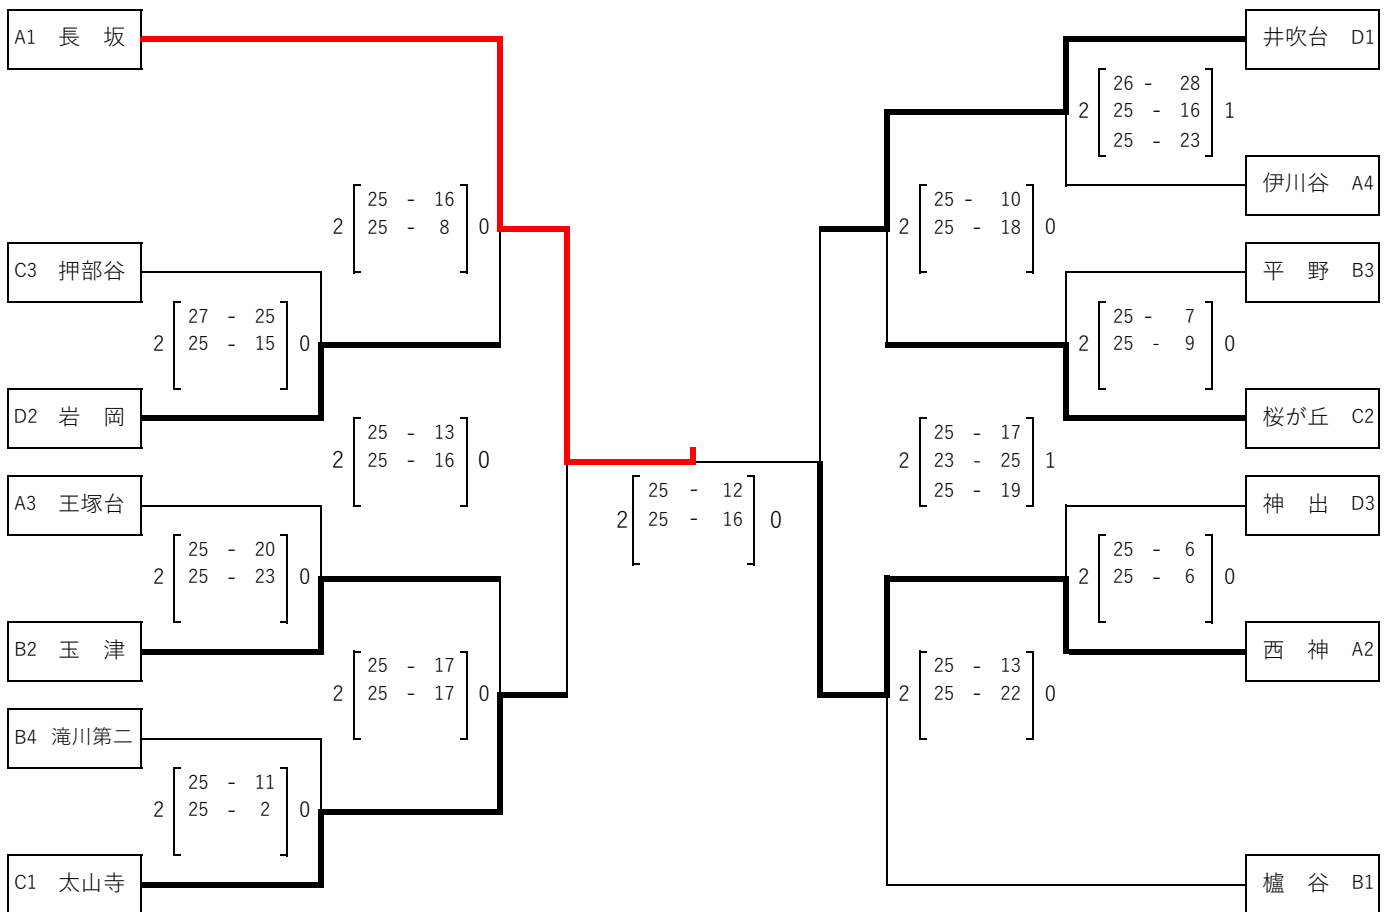 A1 長 坂
井吹台 D1
26 - 28
2 25 - 16 1
25 - 23
伊川谷 A4
25 - 16
2 25 - 8 0
25 - 10
2 25 - 18 0
C3 押部谷
平 野 B3
27 - 25
2 25 - 15 0
25 - 7
2 25 - 9 0
D2 岩 岡
桜が丘 C2
25 - 13
2 25 - 16 0
25 - 17
2 23 - 25 1
25 - 19
A3 王塚台
25 - 12
2 25 - 16 0
神 出 D3
25 - 20
2 25 - 23 0
25 - 6
2 25 - 6 0
B2 玉 津
西 神 A2
25 - 17
2 25 - 17 0
25 - 13
2 25 - 22 0
B4 滝川第二
25 - 11
2 25 - 2 0
C1 太山寺
櫨 谷 B1